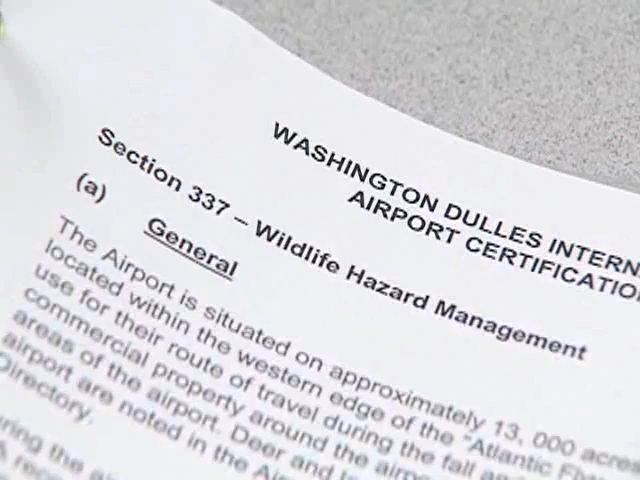 WASHINGTON DULLES INTERN
AIRPORT CERTIFICATIO
Section 337 – Wildlife Hazard Management
(a) General
The Airport is situated on approximately 13, 000 acres
located within the western edge of the "Atlantic
use for their route of travel during the fall and
commercial property around the
areas of the airport. Deer and
airport are noted in the
Directory.
the